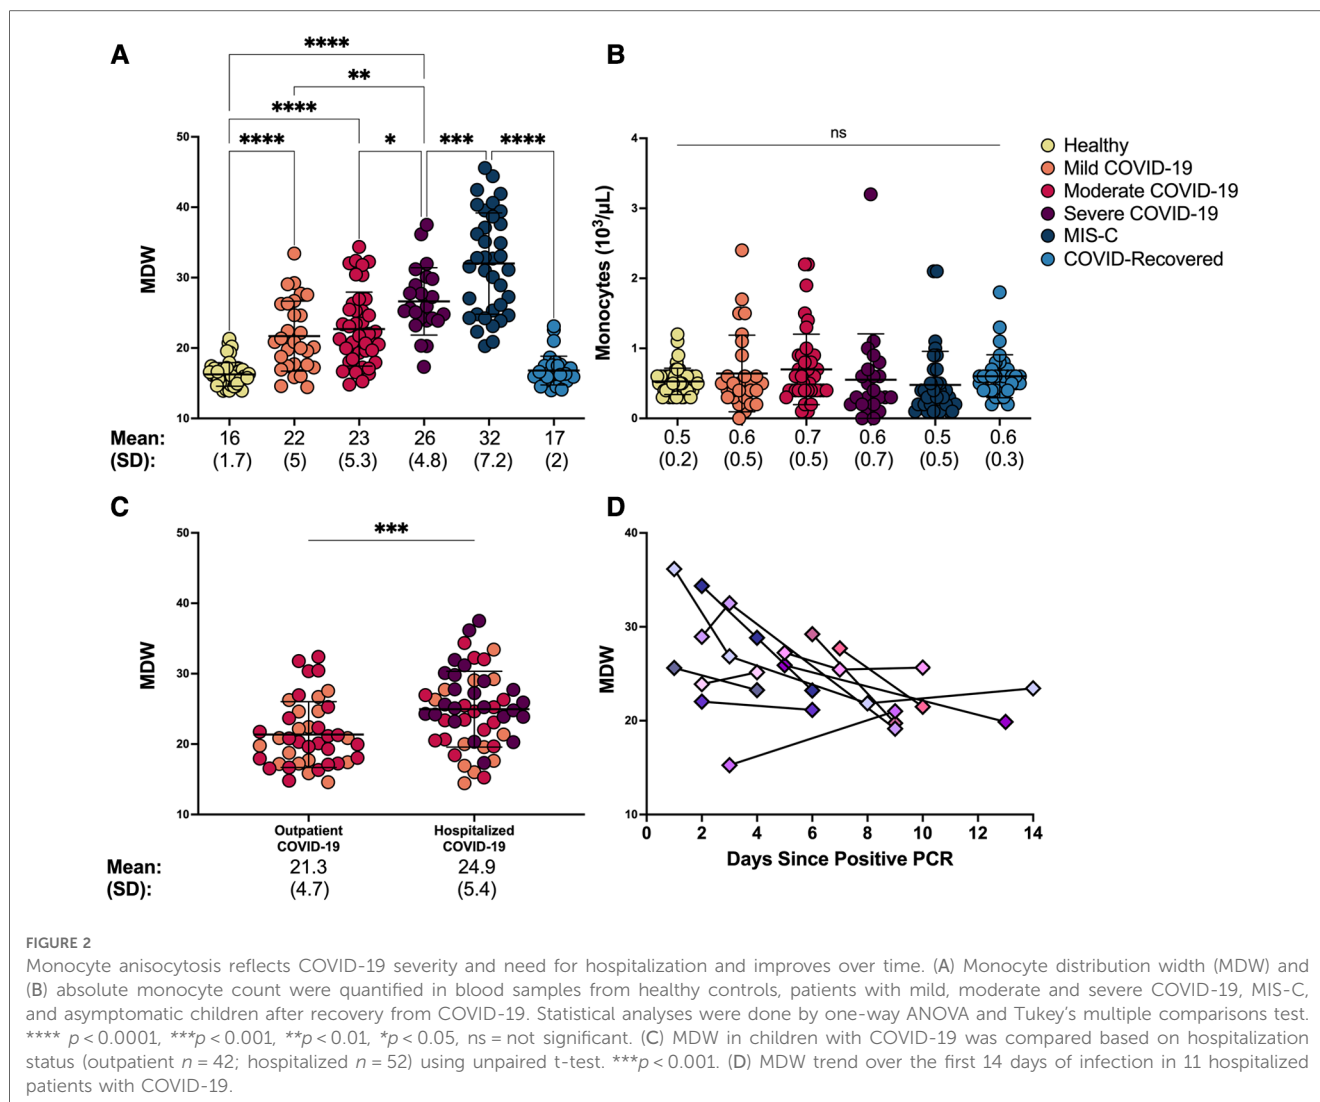 A
****
**
****
****
*
***
****
MDW
50
40
30
20
10
Mean:
16
22
23
26
32
17
(SD):
(1.7)
(5)
(5.3)
(4.8)
(7.2)
(2)
B
ns
Monocytes (10³/µL)
4
3
2
1
0
0.5
0.6
0.7
0.6
0.5
0.6
(0.2)
(0.5)
(0.5)
(0.7)
(0.5)
(0.3)
Healthy
Mild COVID-19
Moderate COVID-19
Severe COVID-19
MIS-C
COVID-Recovered
C
***
MDW
50
40
30
20
10
Outpatient
COVID-19
Hospitalized
COVID-19
Mean:
21.3
24.9
(SD):
(4.7)
(5.4)
D
MDW
40
30
20
10
0
2
4
6
8
10
12
14
Days Since Positive PCR
FIGURE 2
Monocyte anisocytosis reflects COVID-19 severity and need for hospitalization and improves over time. (A) Monocyte distribution width (MDW) and
(B) absolute monocyte count were quantified in blood samples from healthy controls, patients with mild, moderate and severe COVID-19, MIS-C,
and asymptomatic children after recovery from COVID-19. Statistical analyses were done by one-way ANOVA and Tukey's multiple comparisons test.
**** p < 0.0001, ***p < 0.001, **p < 0.01, *p < 0.05, ns = not significant. (C) MDW in children with COVID-19 was compared based on hospitalization
status (outpatient n = 42; hospitalized n = 52) using unpaired t-test. ***p < 0.001. (D) MDW trend over the first 14 days of infection in 11 hospitalized
patients with COVID-19.